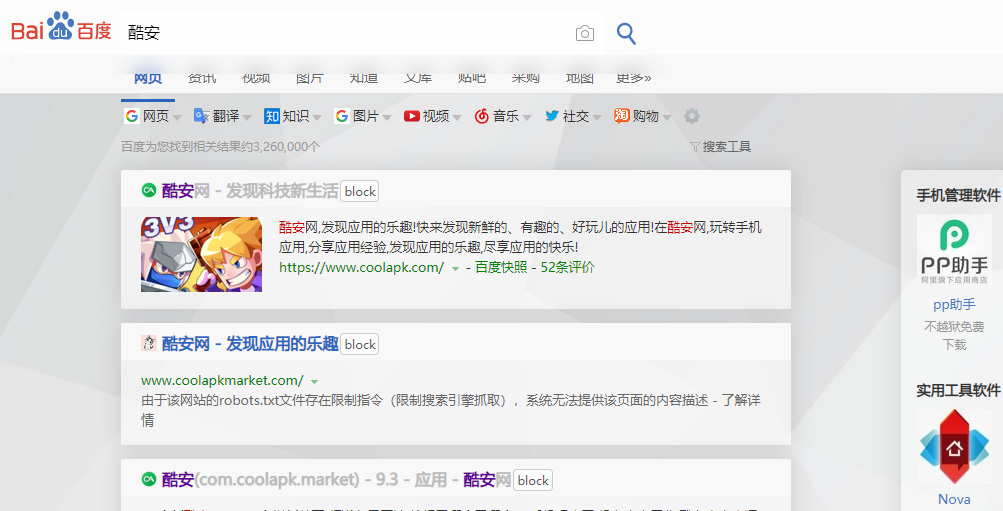 Bai du 百度
酷安
网页 资讯 视频 图片 知道 文库 贴吧 采购 地图 更多»
网页 翻译 知识 图片 视频 音乐 社交 购物
百度为您找到相关结果约3,260,000个
搜索工具
酷安网 - 发现科技新生活 block
3V3
酷安网,发现应用的乐趣!快来发现新鲜的、有趣的、好玩儿的应用!在酷安网,玩转手机
应用,分享应用经验,发现应用的乐趣,尽享应用的快乐!
https://www.coolapk.com/ - 百度快照 - 52条评价
酷安网 - 发现应用的乐趣 block
www.coolapkmarket.com/
由于该网站的robots.txt文件存在限制指令（限制搜索引擎抓取），系统无法提供该页面的内容描述 - 了解详
情
酷安(com.coolapk.market) - 9.3 - 应用 - 酷安网 block
手机管理软件
PP助手
阿里旗下应用商店
pp助手
不越狱免费
下载
实用工具软件
Nova